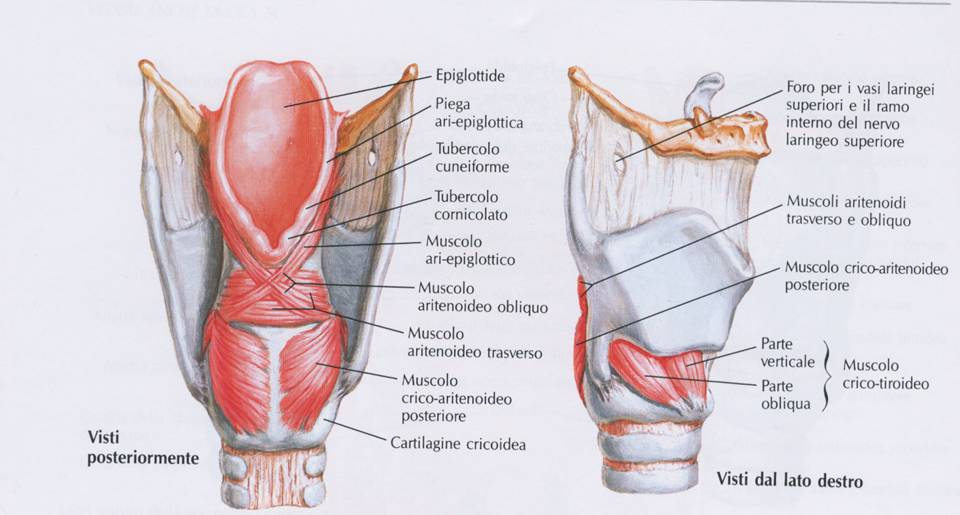 Epiglottide
Piega
ari-epiglottica
Tubercolo
cuneiforme
Tubercolo
cornicolato
Muscolo
ari-epiglottico
Muscolo
aritenoideo obliquo
Muscolo
aritenoideo trasverso
Muscolo
crico-aritenoideo
posteriore
Cartilagine cricoidea
Visti
posteriormente
Foro per i vasi laringei
superiori e il ramo
interno del nervo
laringeo superiore
Muscoli aritenoidi
trasverso e obliquo
Muscolo crico-aritenoideo
posteriore
Parte
verticale
Parte
obliqua
Muscolo
crico-tiroideo
Visti dal lato destro